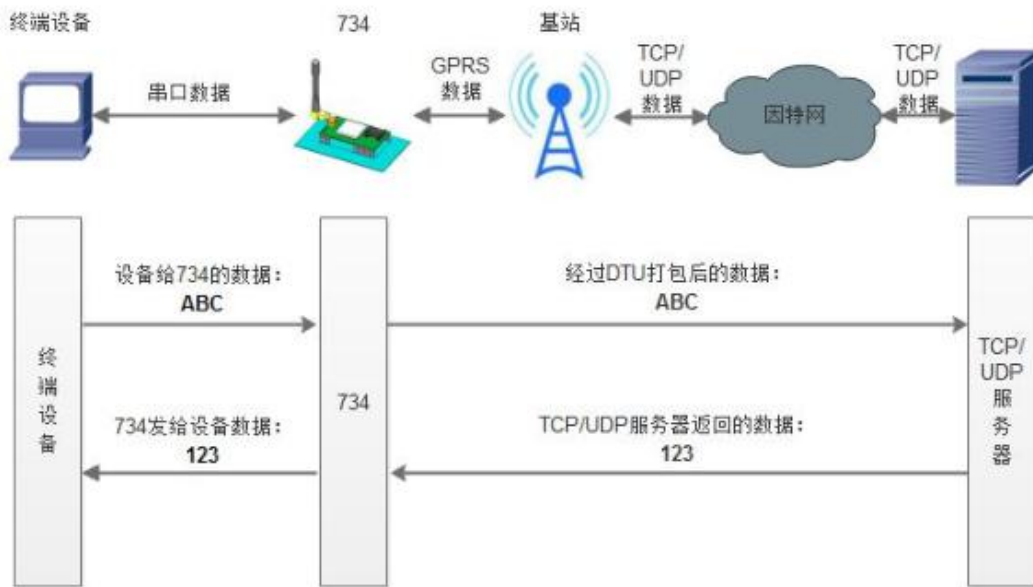 终端设备
734
基站
串口数据
GPRS
数据
TCP/
UDP
数据
因特网
TCP/
UDP
数据
设备给734的数据：
ABC
经过DTU打包后的数据：
ABC
终
端
设
备
734
TCP/
UDP
服
务
器
734发给设备数据：
123
TCP/UDP服务器返回的数据：
123